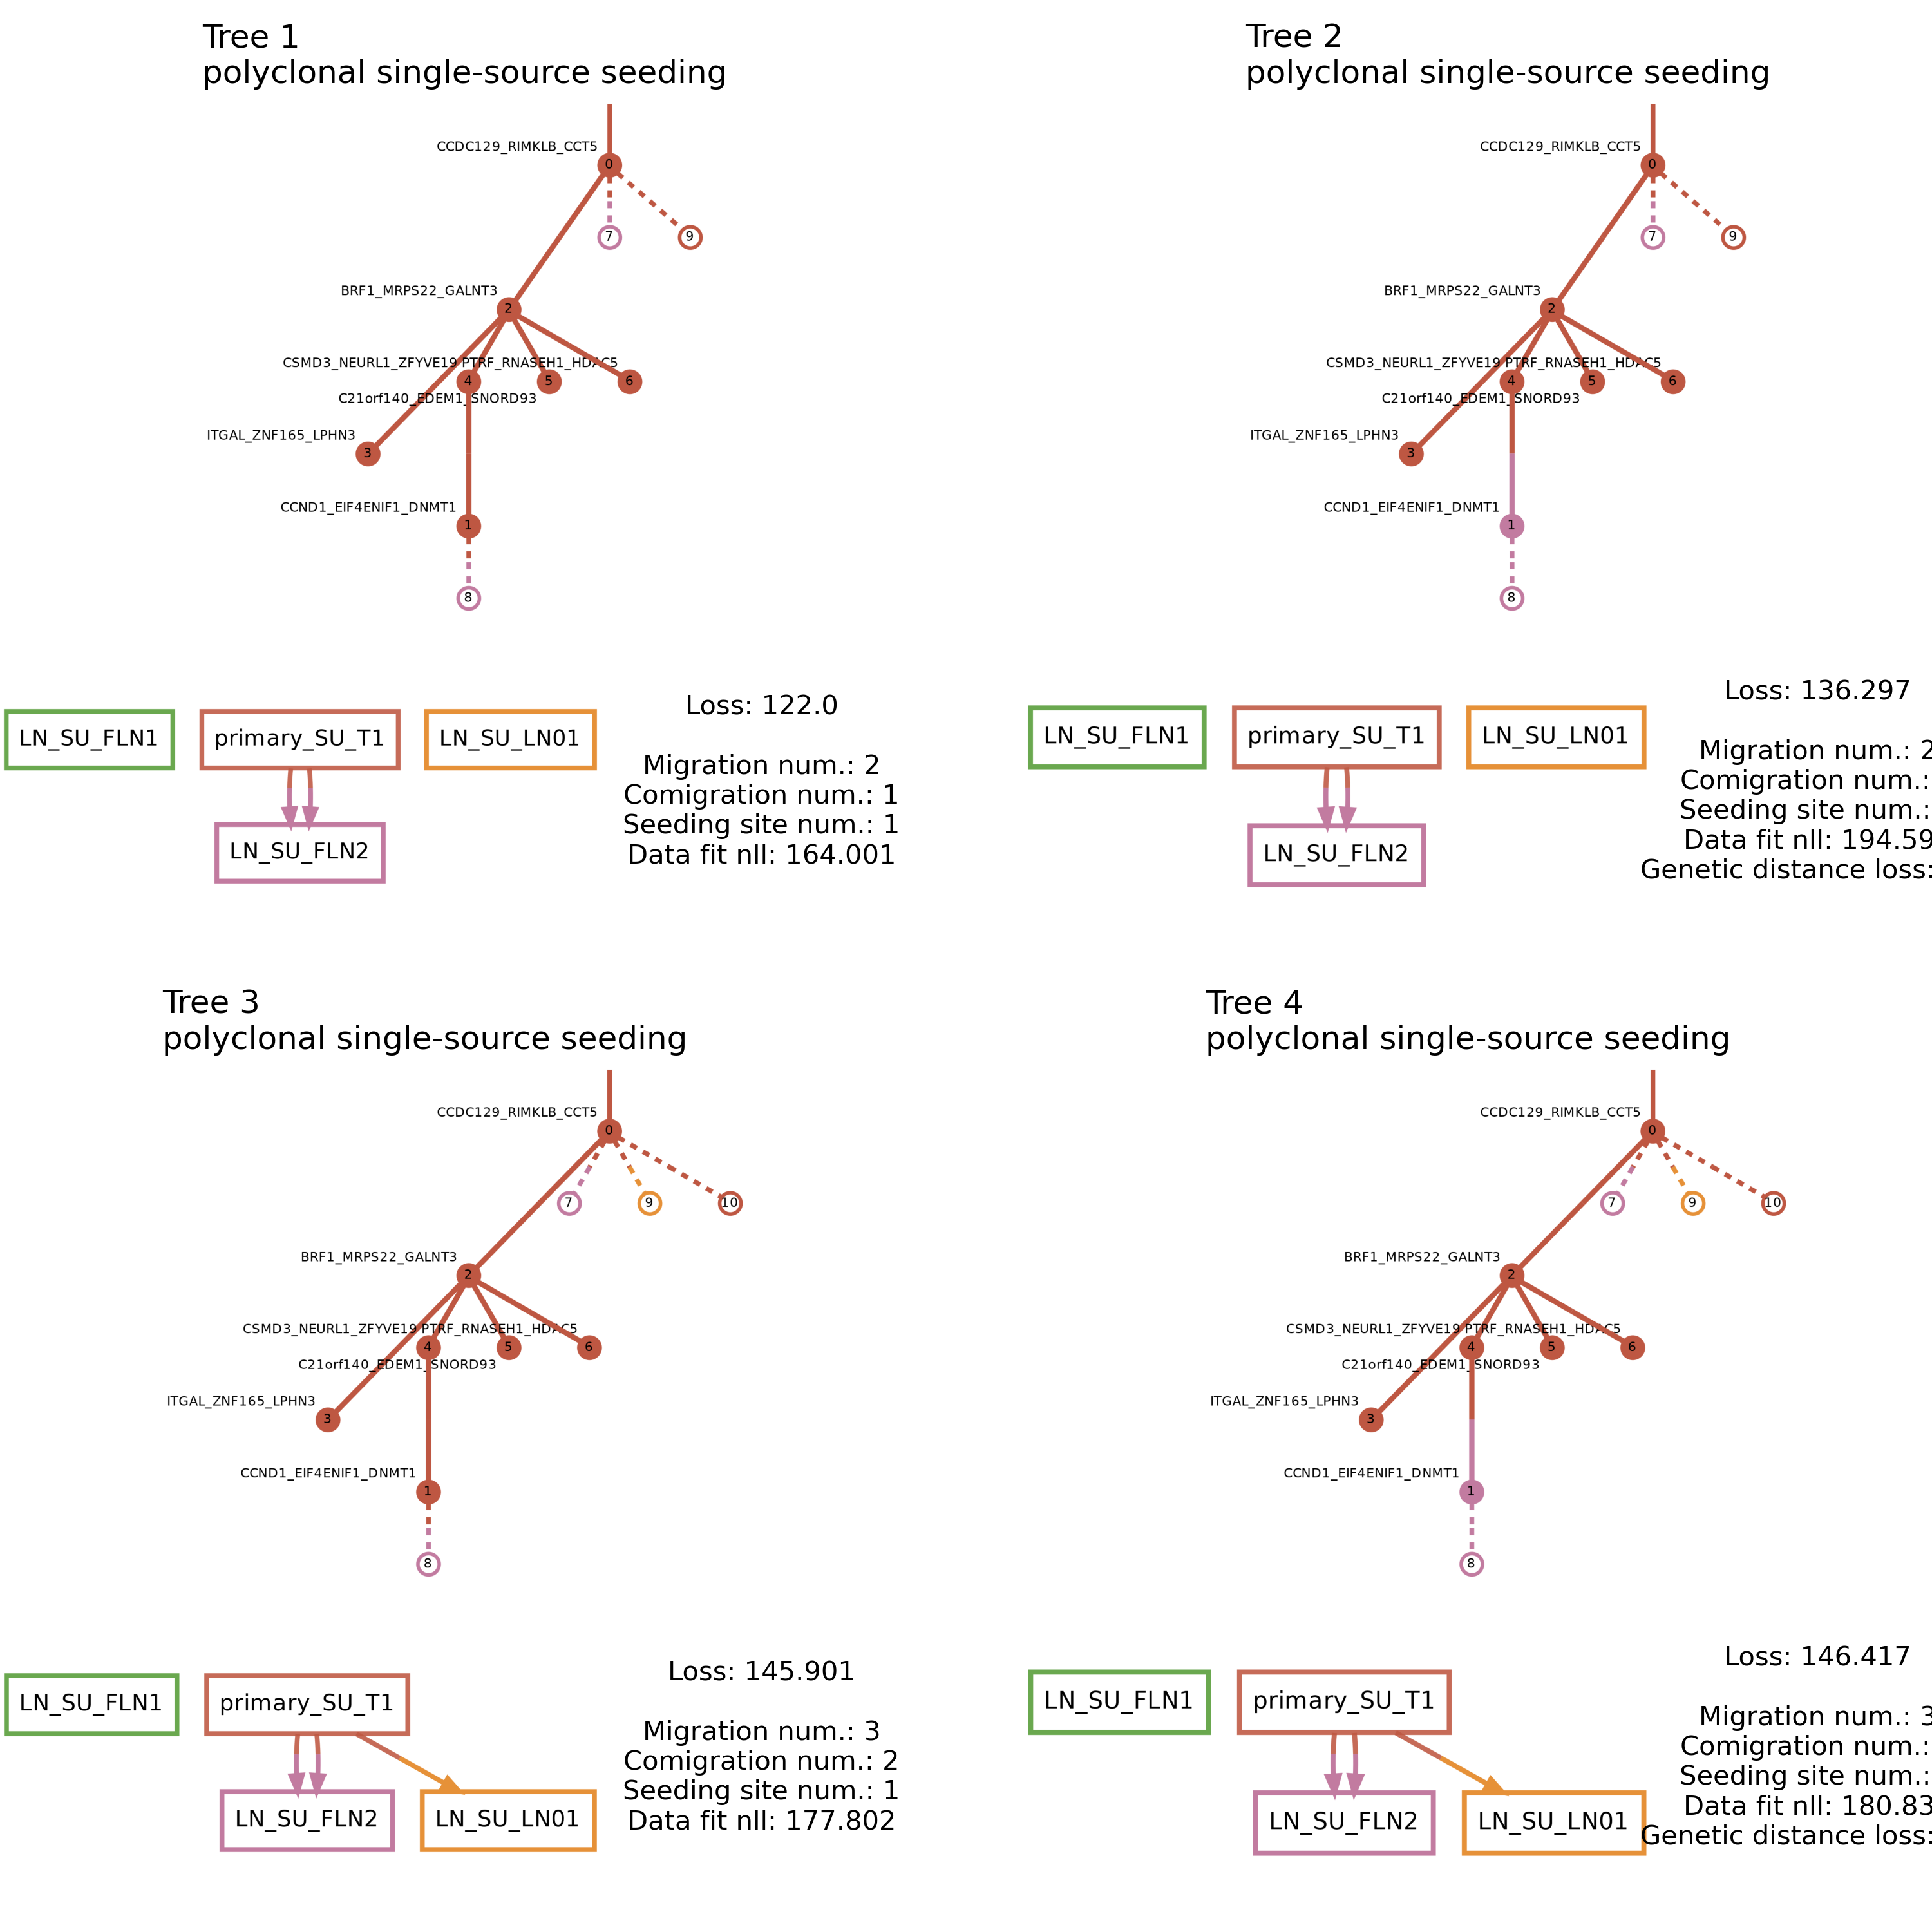 Tree 1
polyclonal single-source seeding
CCDC129_RIMKLB_CCT5
0
7
9
BRF1_MRPS22_GALNT3
2
CSMD3_NEURL1_ZFYVE19 PTRF_RNASEH1_HDAC5
4
5
6
C21orf140_EDEM1_SNORD93
ITGAL_ZNF165_LPHN3
3
CCND1_EIF4ENIF1_DNMT1
1
8
LN_SU_FLN1
primary_SU_T1
LN_SU_LN01
LN_SU_FLN2
Loss: 122.0
Migration num.: 2
Comigration num.: 1
Seeding site num.: 1
Data fit nll: 164.001
Tree 2
polyclonal single-source seeding
CCDC129_RIMKLB_CCT5
0
7
9
BRF1_MRPS22_GALNT3
2
CSMD3_NEURL1_ZFYVE19 PTRF_RNASEH1_HDAC5
4
5
6
C21orf140_EDEM1_SNORD93
ITGAL_ZNF165_LPHN3
3
CCND1_EIF4ENIF1_DNMT1
1
8
LN_SU_FLN1
primary_SU_T1
LN_SU_LN01
LN_SU_FLN2
Loss: 136.297
Migration num.: 2
Comigration num.:
Seeding site num.:
Data fit nll: 194.59
Genetic distance loss:
Tree 3
polyclonal single-source seeding
CCDC129_RIMKLB_CCT5
0
7
9
10
BRF1_MRPS22_GALNT3
2
CSMD3_NEURL1_ZFYVE19 PTRF_RNASEH1_HDAC5
4
5
6
C21orf140_EDEM1_SNORD93
ITGAL_ZNF165_LPHN3
3
CCND1_EIF4ENIF1_DNMT1
1
8
LN_SU_FLN1
primary_SU_T1
LN_SU_FLN2
LN_SU_LN01
Loss: 145.901
Migration num.: 3
Comigration num.: 2
Seeding site num.: 1
Data fit nll: 177.802
Tree 4
polyclonal single-source seeding
CCDC129_RIMKLB_CCT5
0
7
9
10
BRF1_MRPS22_GALNT3
2
CSMD3_NEURL1_ZFYVE19 PTRF_RNASEH1_HDAC5
4
5
6
C21orf140_EDEM1_SNORD93
ITGAL_ZNF165_LPHN3
3
CCND1_EIF4ENIF1_DNMT1
1
8
LN_SU_FLN1
primary_SU_T1
LN_SU_FLN2
LN_SU_LN01
Loss: 146.417
Migration num.: 3
Comigration num.:
Seeding site num.:
Data fit nll: 180.83
Genetic distance loss: